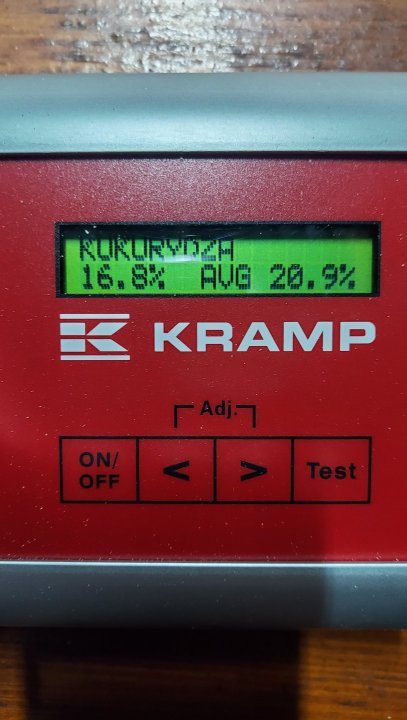 KUKURYDZA
16.8% AVG 20.9%
KRAMP
Adj.
ON/
OFF
< > Test